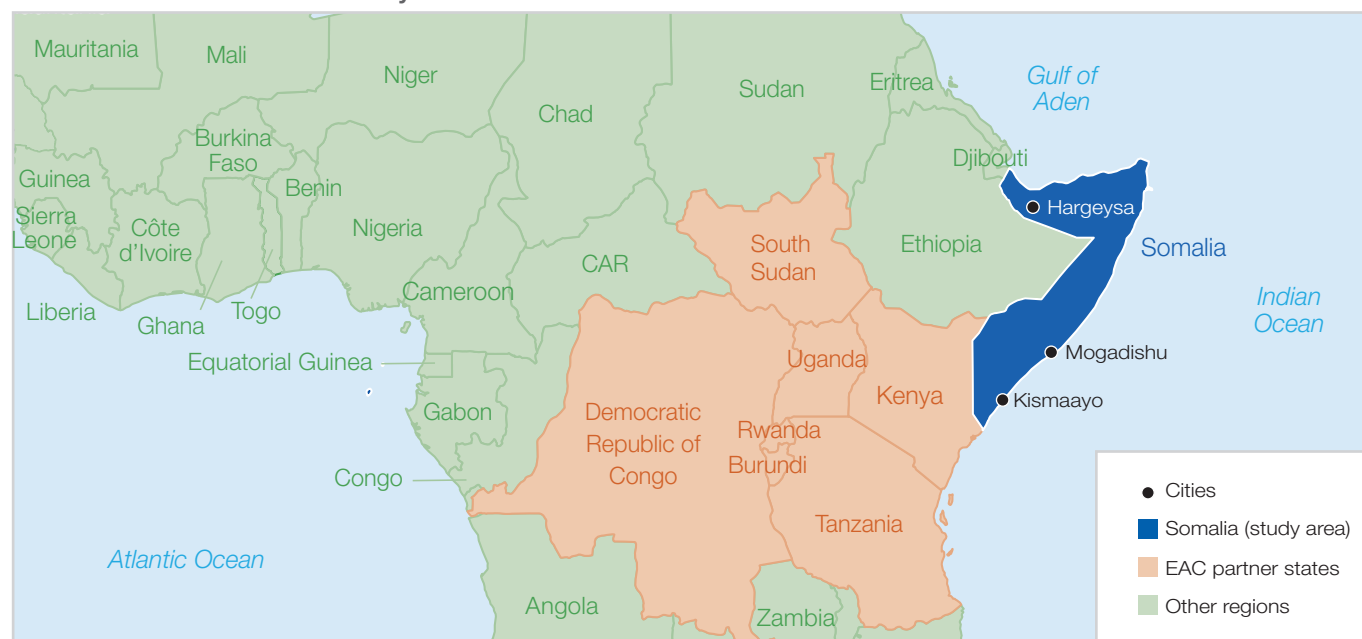 Mauritania
Mali
Niger
Chad
Sudan
Eritrea
Gulf of
Aden
Burkina
Faso
Djibouti
Guinea
Benin
Sierra
Leone
Côte
d'Ivoire
Nigeria
Hargeysa
Ethiopia
South
Sudan
Somalia
CAR
Cameroon
Liberia
Ghana
Togo
Indian
Ocean
Equatorial Guinea
Uganda
Mogadishu
Kenya
Kismaayo
Gabon
Democratic
Republic of
Congo
Rwanda
Burundi
Congo
Tanzania
Atlantic Ocean
Angola
Zambia
Cities
Somalia (study area)
EAC partner states
Other regions